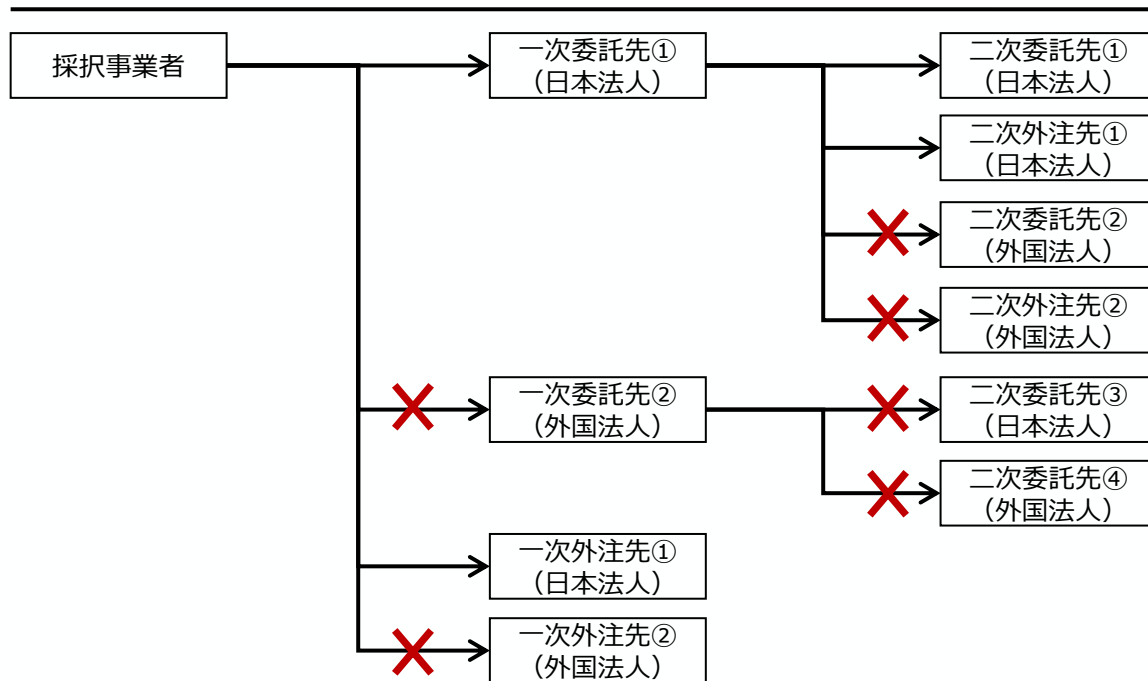 採択事業者
一次委託先①
（日本法人）
二次委託先①
（日本法人）
二次外注先①
（日本法人）
二次委託先②
（外国法人）
二次外注先②
（外国法人）
一次委託先②
（外国法人）
二次委託先③
（日本法人）
二次委託先④
（外国法人）
一次外注先①
（日本法人）
一次外注先②
（外国法人）